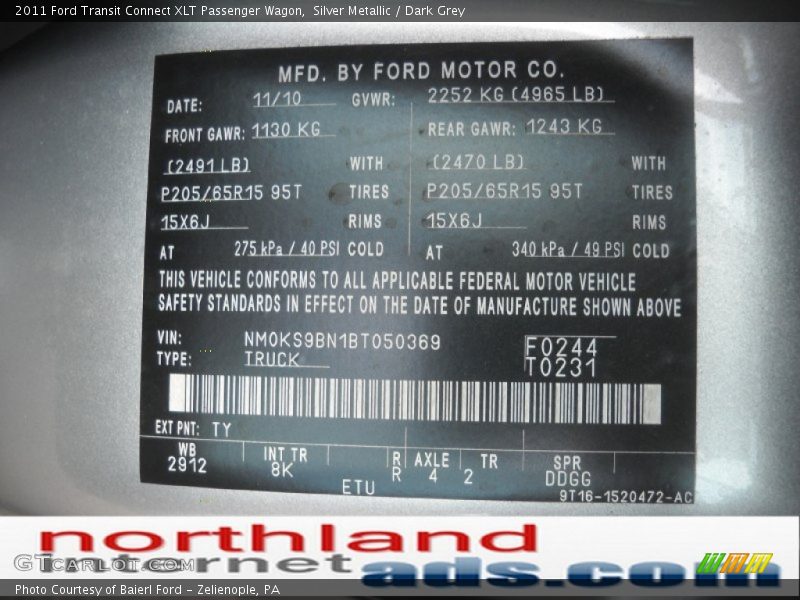 2011 Ford Transit Connect XLT Passenger Wagon, Silver Metallic / Dark Grey
MFD. BY FORD MOTOR CO.
DATE: 11/10 GVWR: 2252 KG (4965 LB)
FRONT GAWR: 1130 KG REAR GAWR: 1243 KG
(2491 LB) WITH (2470 LB) WITH
P205/65R15 95T TIRES P205/65R15 95T TIRES
15X6J RIMS 15X6J RIMS
AT 275 kPa / 40 PSI COLD AT 340 kPa / 49 PSI COLD
THIS VEHICLE CONFORMS TO ALL APPLICABLE FEDERAL MOTOR VEHICLE
SAFETY STANDARDS IN EFFECT ON THE DATE OF MANUFACTURE SHOWN ABOVE
VIN: NM0KS9BN1BT050369 F0244
TYPE: TRUCK T0231
EXT PNT: TY
WB INT TR R AXLE TR SPR
2912 8K R 4 2 DDGG
ETU 9T16-1520472-AC
northland
internet
ads.com
GTCARLOT.COM
Photo Courtesy of Baierl Ford - Zelienople, PA